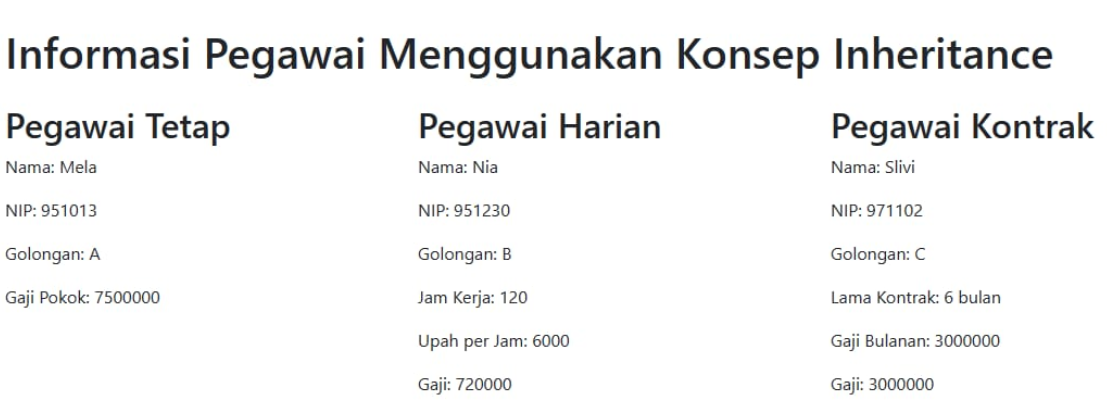 Informasi Pegawai Menggunakan Konsep Inheritance
Pegawai Tetap
Nama: Mela
NIP: 951013
Golongan: A
Gaji Pokok: 7500000
Pegawai Harian
Nama: Nia
NIP: 951230
Golongan: B
Jam Kerja: 120
Upah per Jam: 6000
Gaji: 720000
Pegawai Kontrak
Nama: Slivi
NIP: 971102
Golongan: C
Lama Kontrak: 6 bulan
Gaji Bulanan: 3000000
Gaji: 3000000